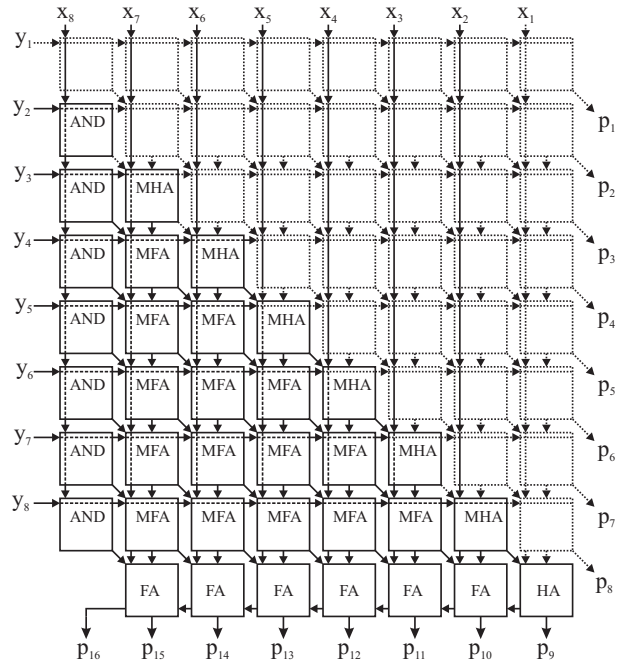 x8 x7 x6 x5 x4 x3 x2 x1
y1
y2 AND p1
y3 AND MHA p2
y4 AND MFA MHA p3
y5 AND MFA MFA MHA p4
y6 AND MFA MFA MFA MHA p5
y7 AND MFA MFA MFA MFA MHA p6
y8 AND MFA MFA MFA MFA MFA MHA p7
FA FA FA FA FA FA HA p8
p16 p15 p14 p13 p12 p11 p10 p9